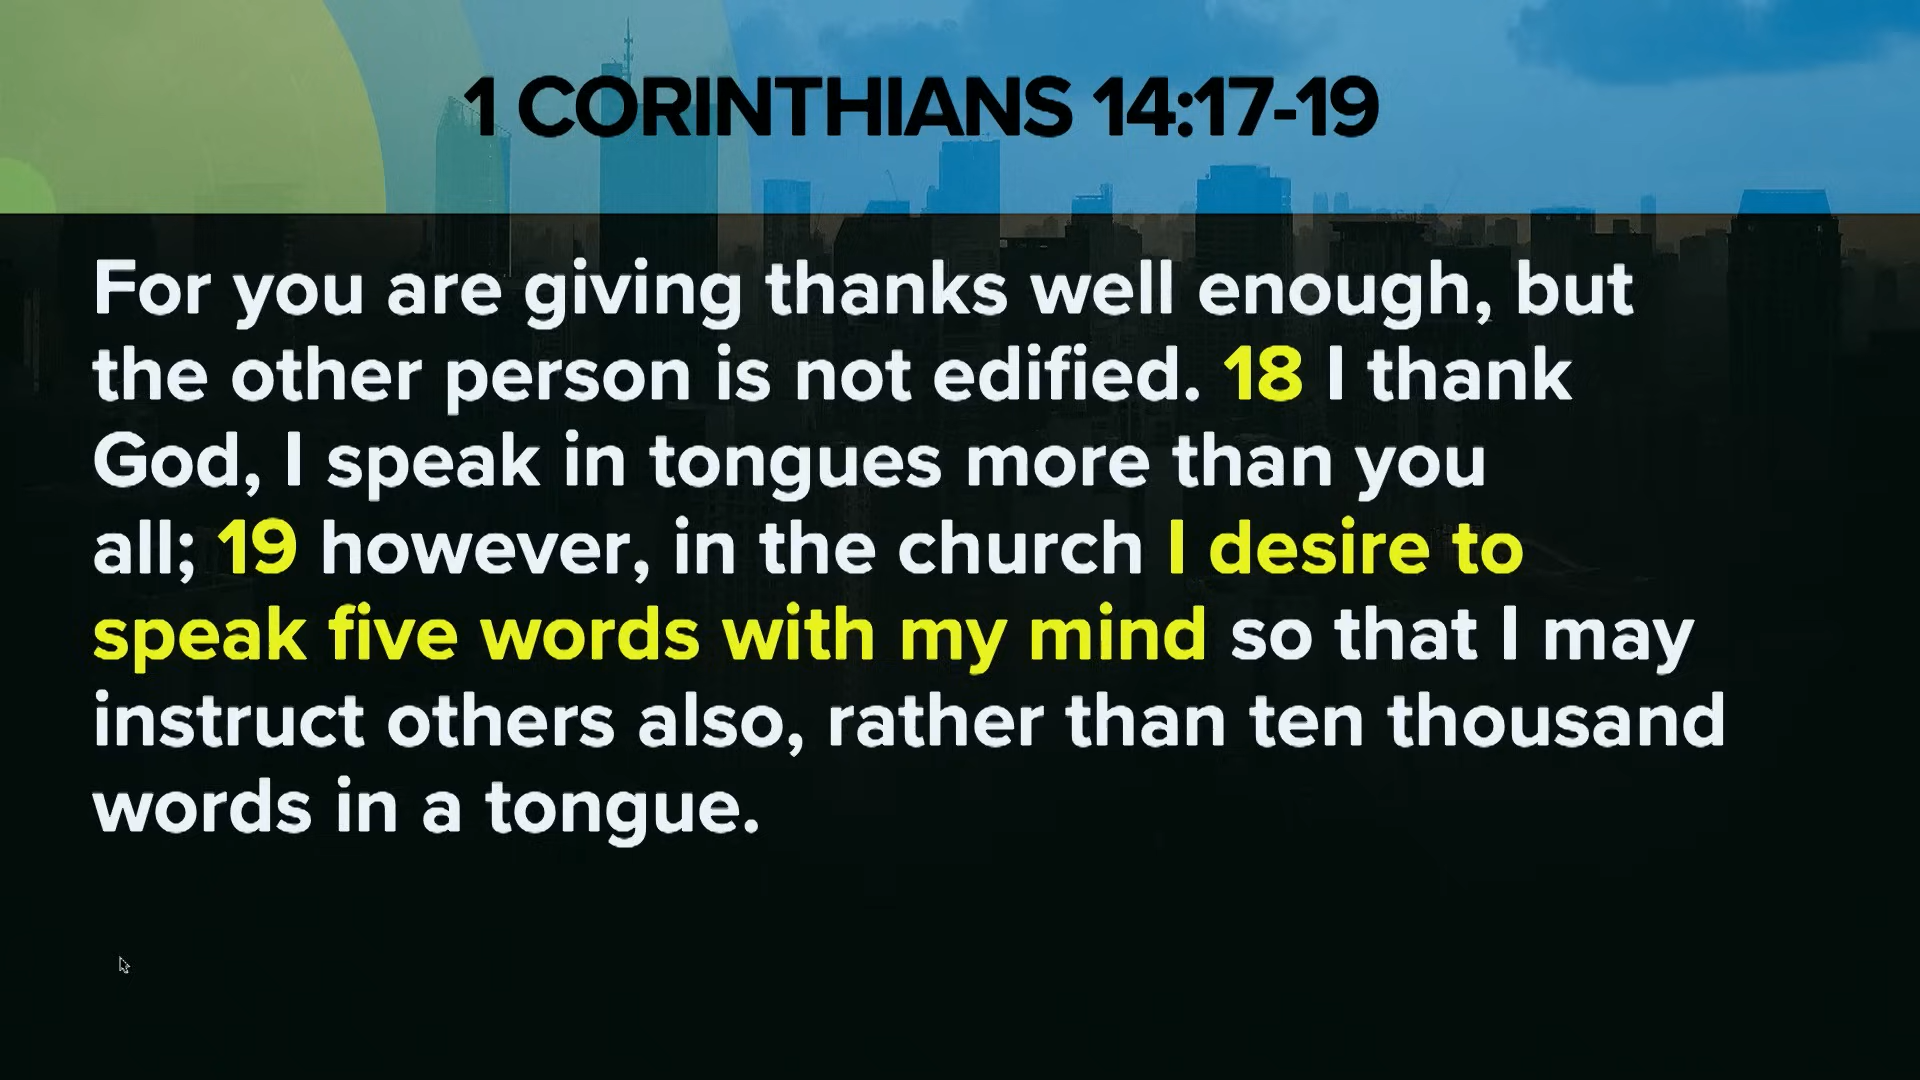 1 CORINTHIANS 14:17-19
For you are giving thanks well enough, but
the other person is not edified. 18 I thank
God, I speak in tongues more than you
all; 19 however, in the church I desire to
speak five words with my mind so that I may
instruct others also, rather than ten thousand
words in a tongue.